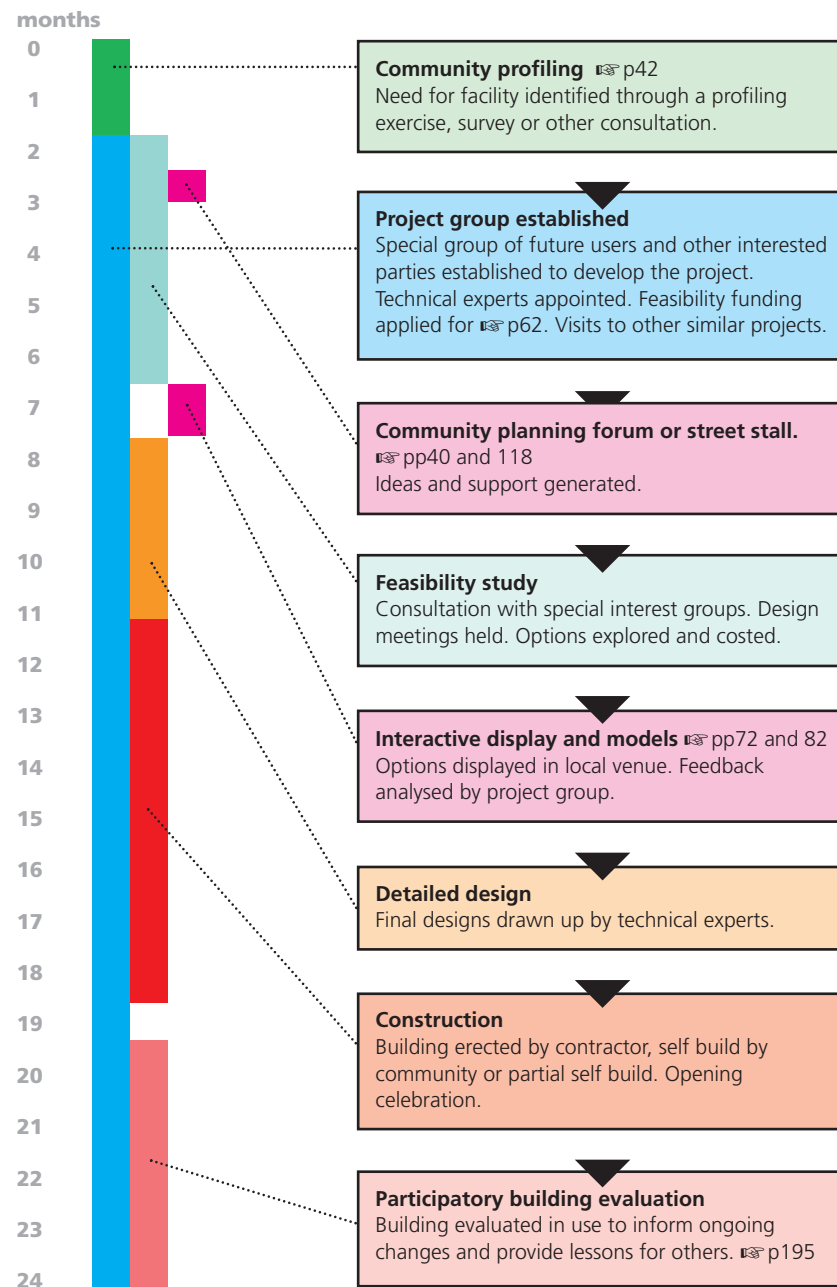 months
0
1
2
3
4
5
6
7
8
9
10
11
12
13
14
15
16
17
18
19
20
21
22
23
24
Community profiling ☞ p42
Need for facility identified through a profiling
exercise, survey or other consultation.
Project group established
Special group of future users and other interested
parties established to develop the project.
Technical experts appointed. Feasibility funding
applied for ☞ p62. Visits to other similar projects.
Community planning forum or street stall.
☞ pp40 and 118
Ideas and support generated.
Feasibility study
Consultation with special interest groups. Design
meetings held. Options explored and costed.
Interactive display and models ☞ pp72 and 82
Options displayed in local venue. Feedback
analysed by project group.
Detailed design
Final designs drawn up by technical experts.
Construction
Building erected by contractor, self build by
community or partial self build. Opening
celebration.
Participatory building evaluation
Building evaluated in use to inform ongoing
changes and provide lessons for others. ☞ p195